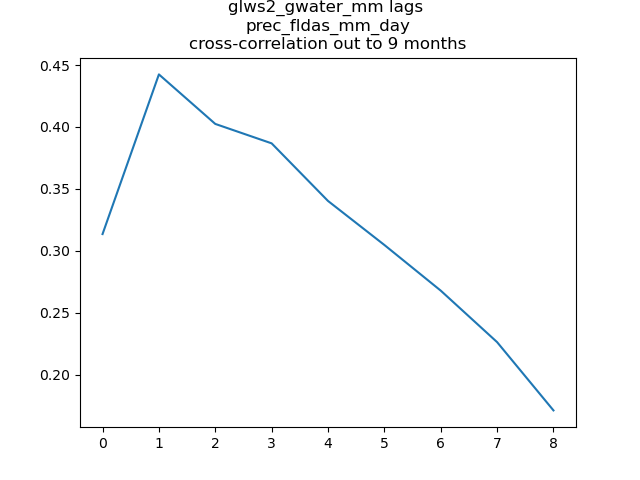 glws2_gwater_mm lags
prec_fldas_mm_day
cross-correlation out to 9 months
0.45
0.40
0.35
0.30
0.25
0.20
0 1 2 3 4 5 6 7 8